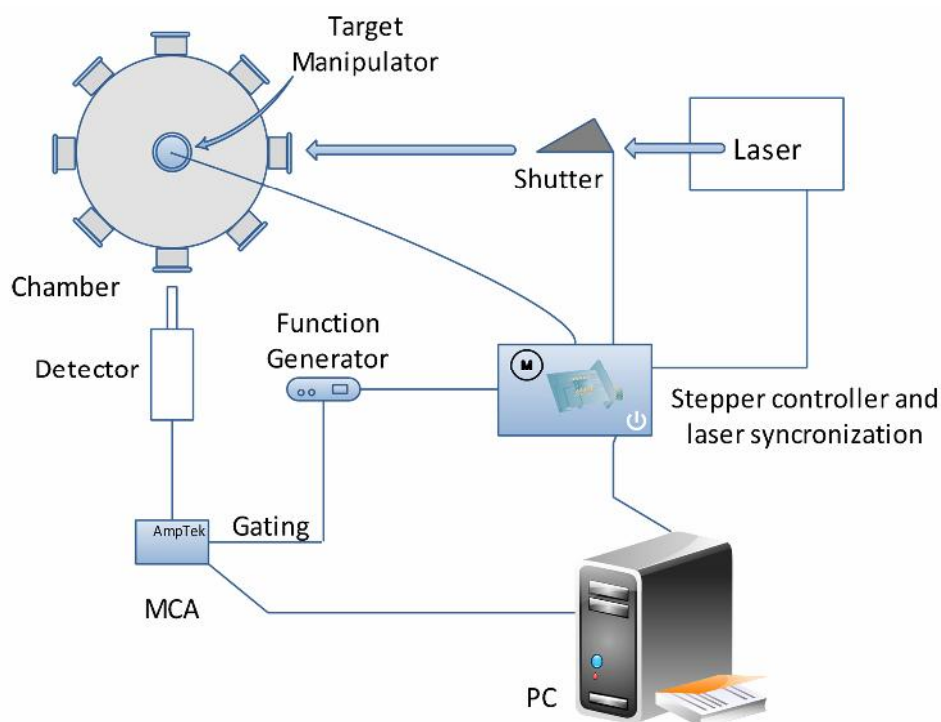 Target
Manipulator
Laser
Shutter
Chamber
Function
Generator
Detector
M
Stepper controller and
laser syncronization
AmpTek
Gating
MCA
PC